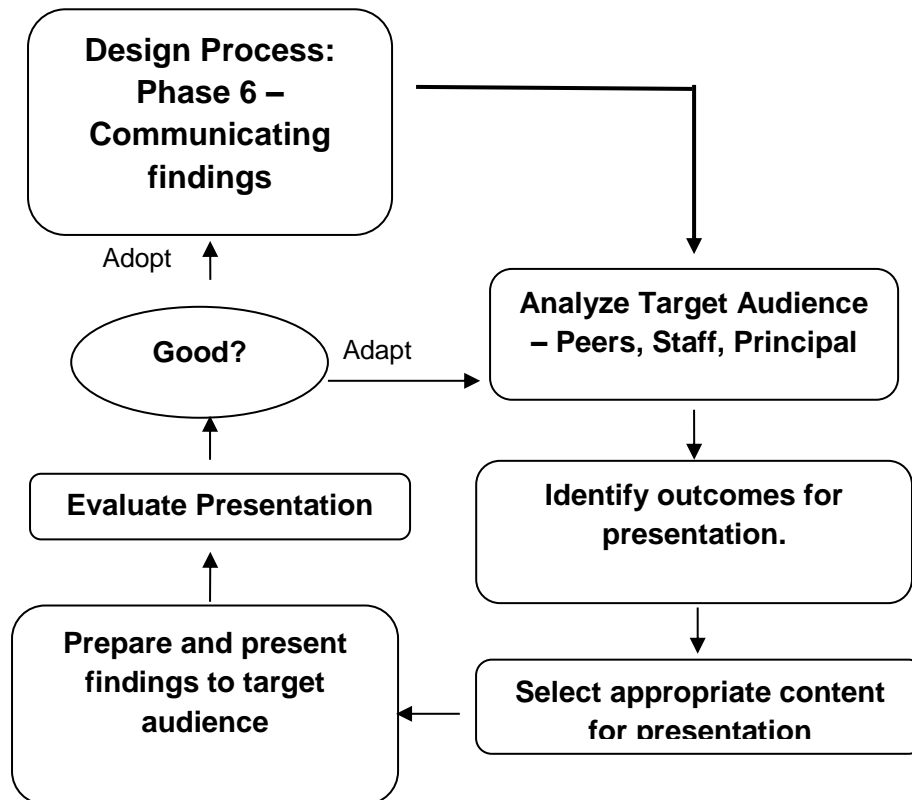 Design Process:
Phase 6 –
Communicating
findings
Adopt
Analyze Target Audience
– Peers, Staff, Principal
Good?
Adapt
Evaluate Presentation
Identify outcomes for
presentation.
Prepare and present
findings to target
audience
Select appropriate content
for presentation